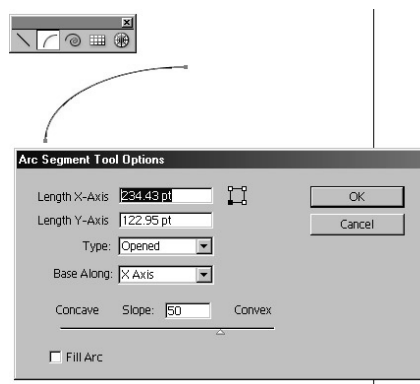 Arc Segment Tool Options
Length X-Axis 234.43 pt
OK
Length Y-Axis 122.95 pt
Cancel
Type: Opened
Base Along: X Axis
Concave Slope: 50 Convex
Fill Arc